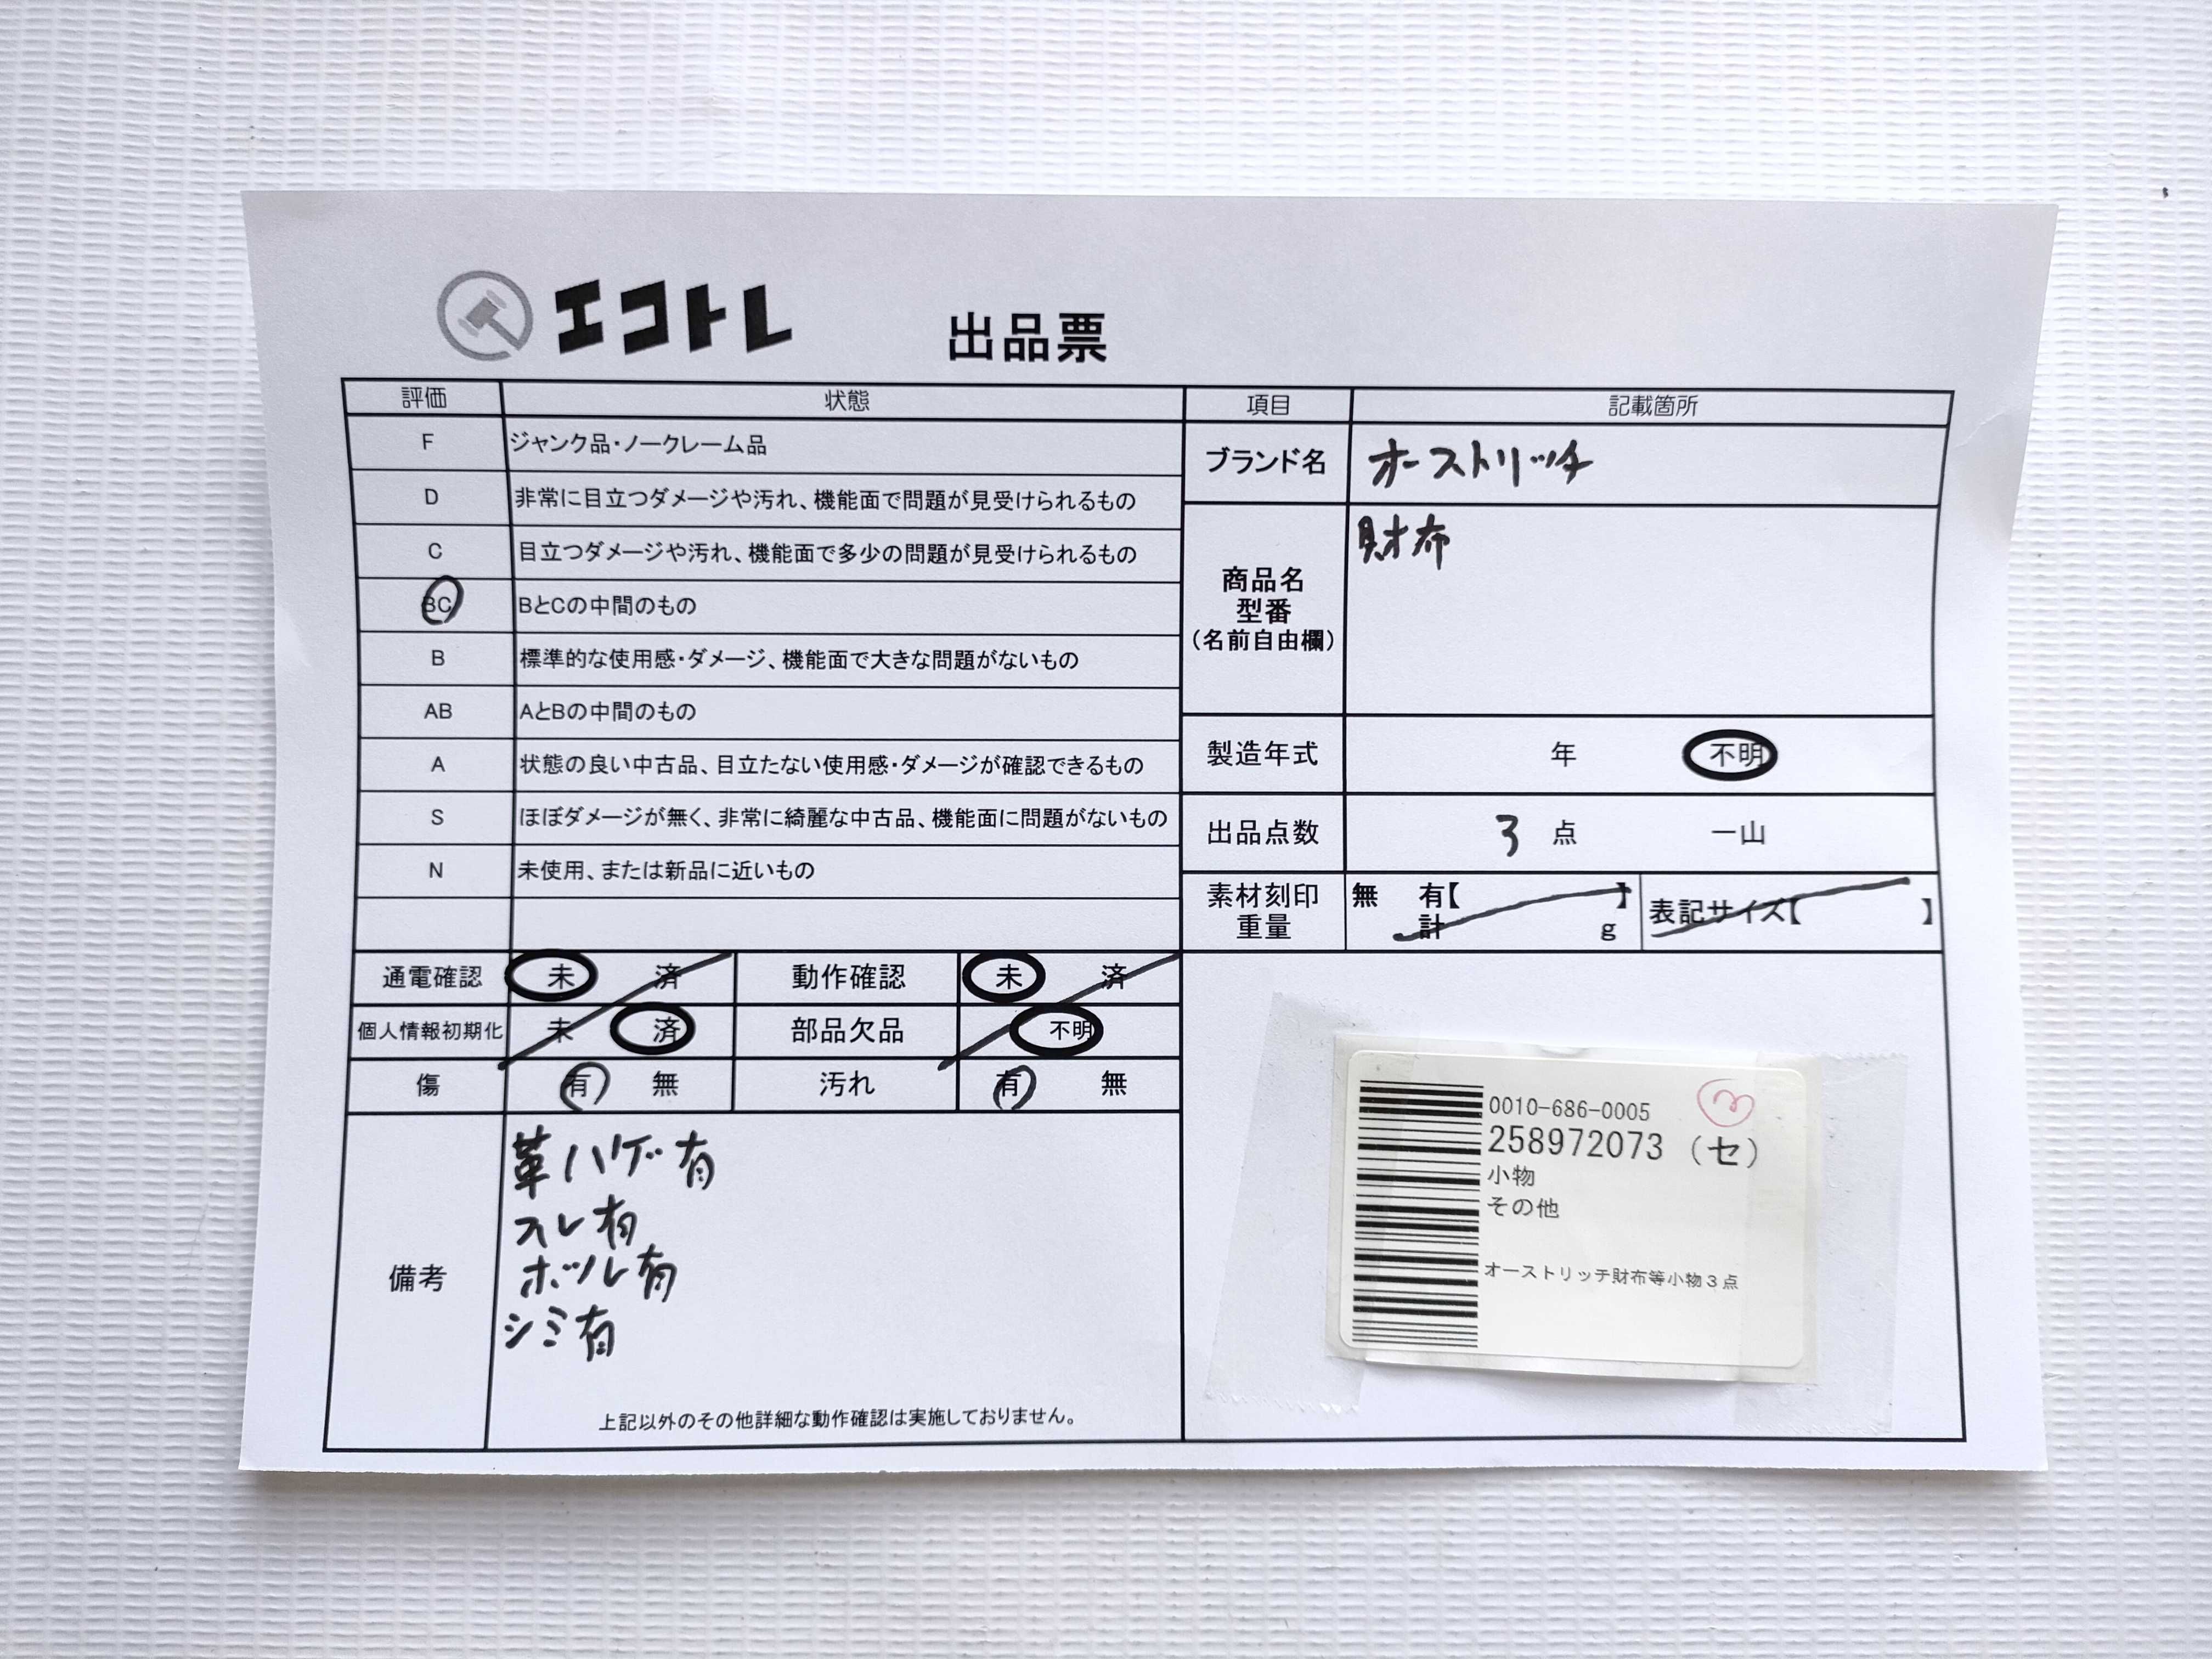 エコトレ 出品票
評価 状態
F ジャンク品・ノークレーム品
D 非常に目立つダメージや汚れ、機能面で問題が見受けられるもの
C 目立つダメージや汚れ、機能面で多少の問題が見受けられるもの
BC BとCの中間のもの
B 標準的な使用感・ダメージ、機能面で大きな問題がないもの
AB AとBの中間のもの
A 状態の良い中古品、目立たない使用感・ダメージが確認できるもの
S ほぼダメージが無く、非常に綺麗な中古品、機能面に問題がないもの
N 未使用、または新品に近いもの
通電確認 未 済 動作確認 未 済
個人情報初期化 未 済 部品欠品 不明
傷 有 無 汚れ 有 無
備考
革ハゲ有
スレ有
ホツレ有
シミ有
上記以外のその他詳細な動作確認は実施しておりません。
項目 記載箇所
ブランド名 オーストリッチ
商品名
型番
(名前自由欄)
財布
製造年式 年 不明
出品点数 3 点 一山
素材刻印 無 有【 】 表記サイズ【 】
重量 計 g
0010-686-0005
258972073 (セ)
小物
その他
オーストリッチ財布等小物3点